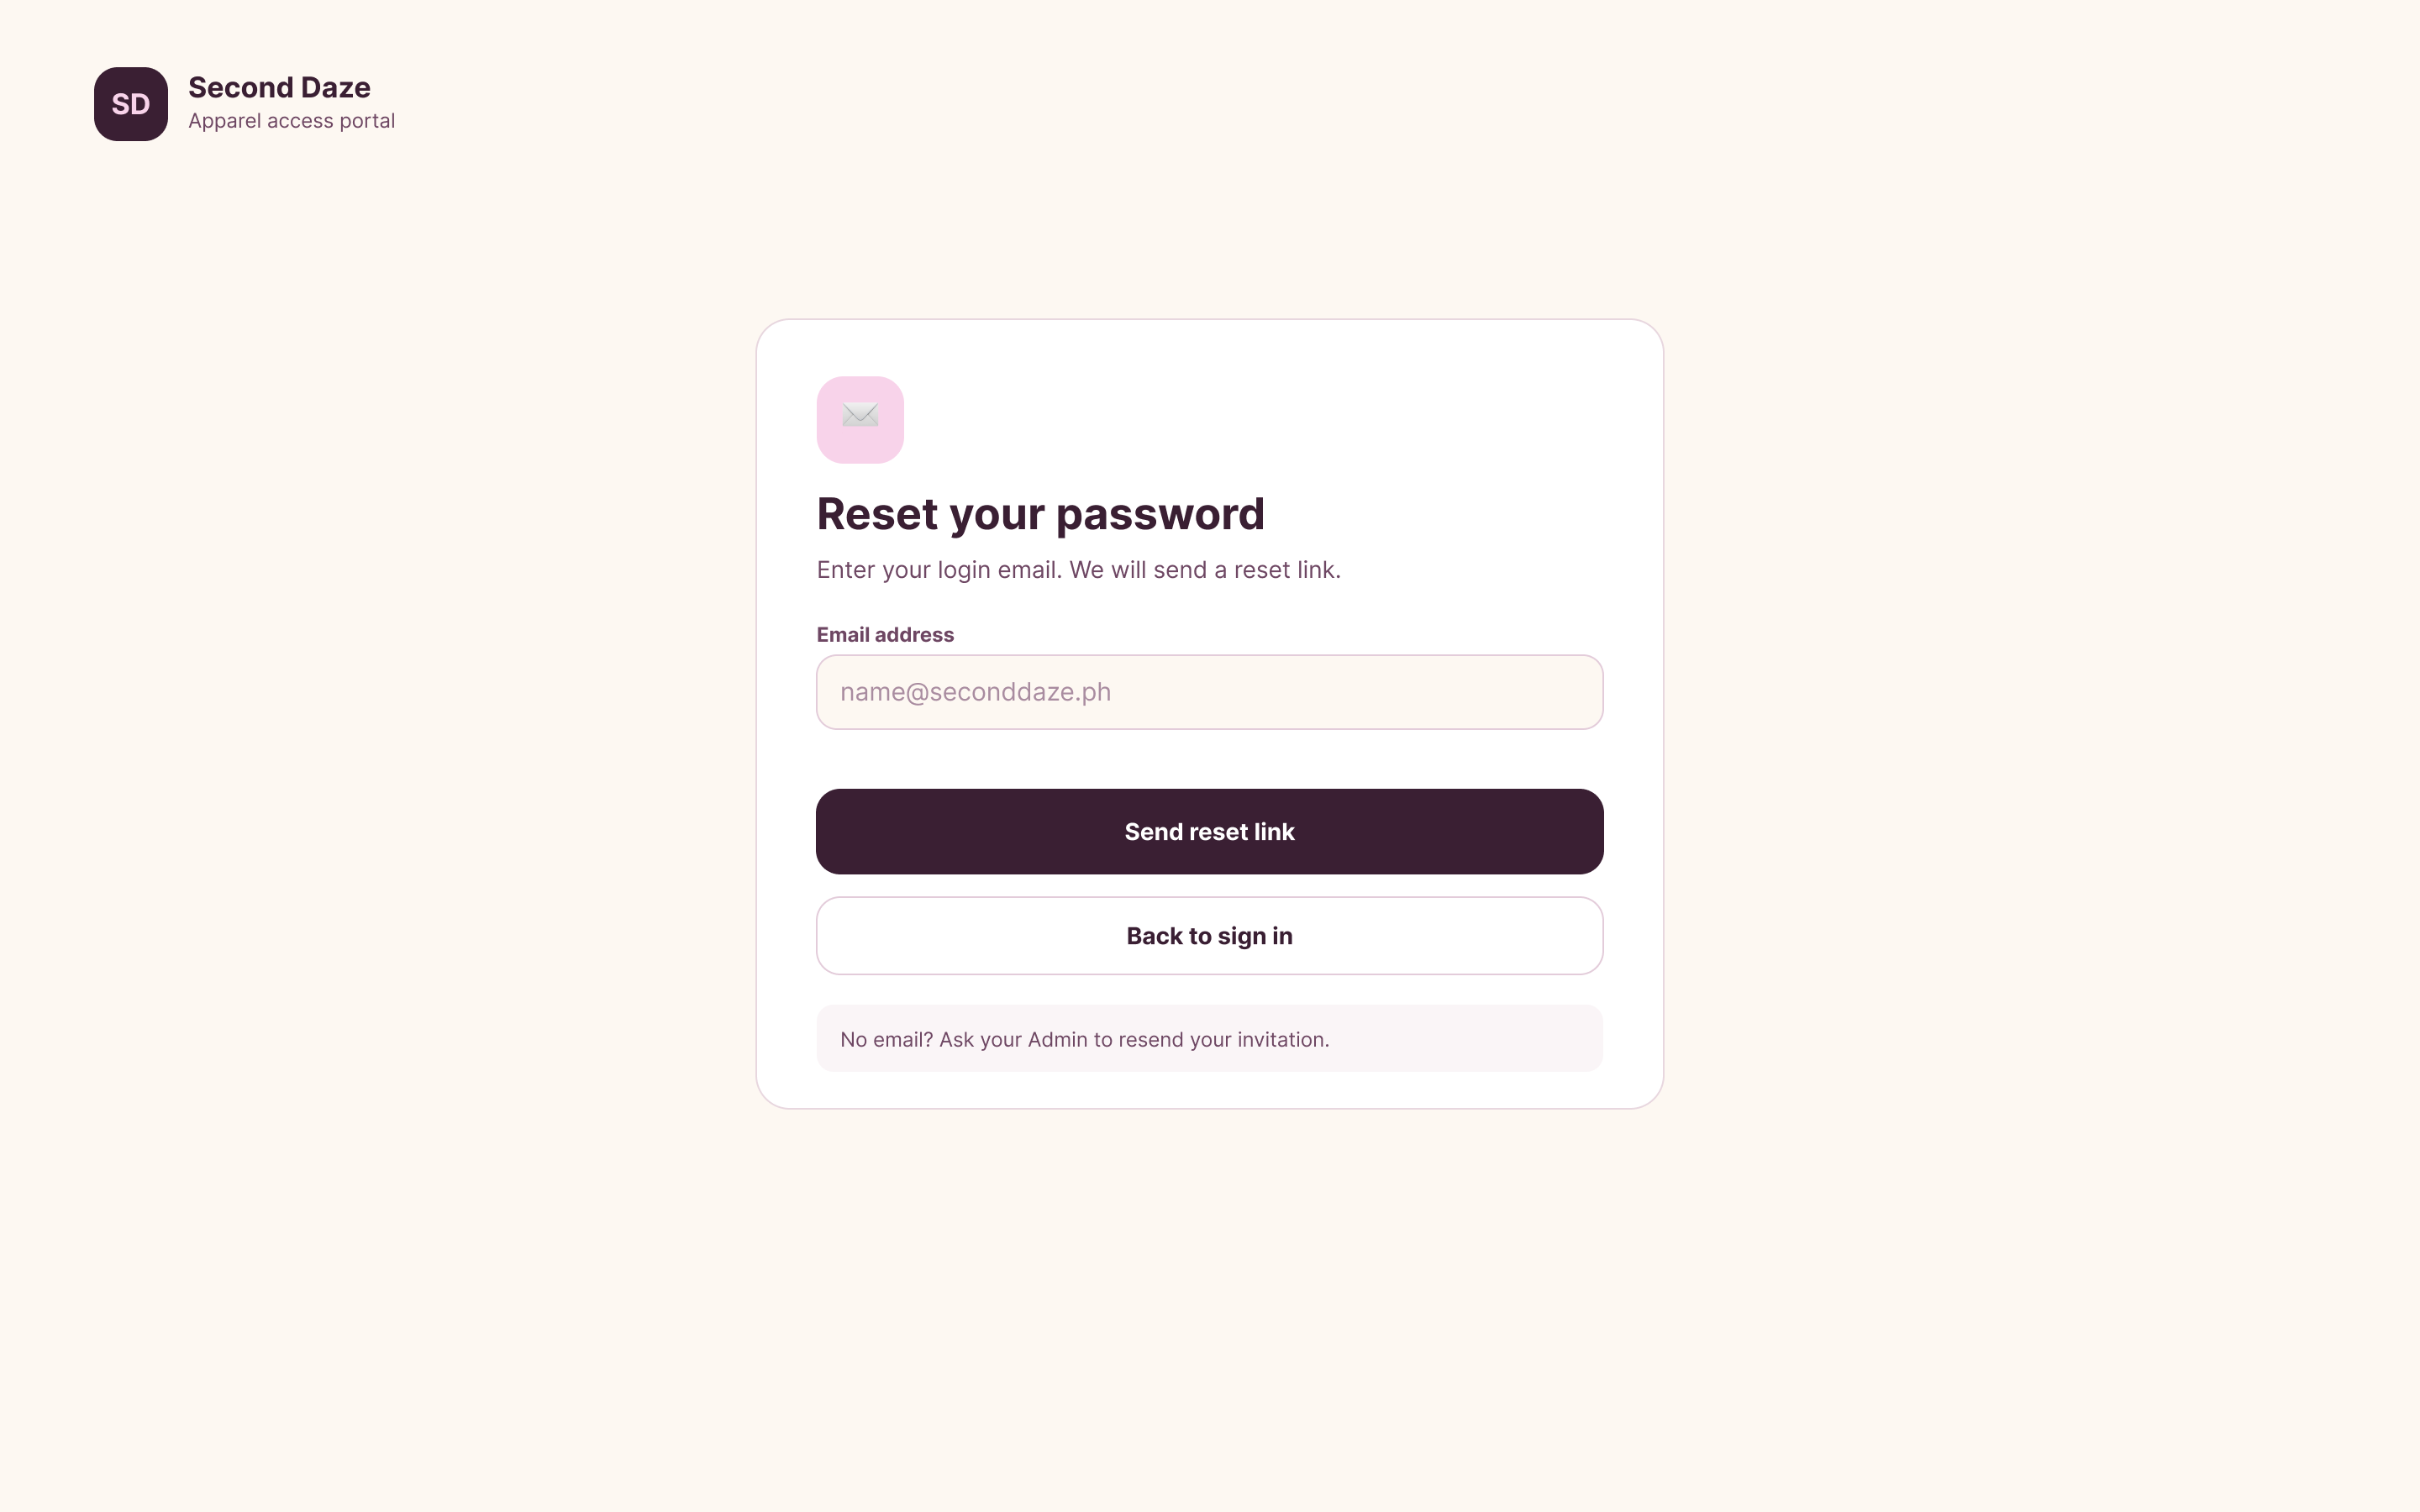 SD
Second Daze
Apparel access portal
Reset your password
Enter your login email. We will send a reset link.
Email address
name@seconddaze.ph
Send reset link
Back to sign in
No email? Ask your Admin to resend your invitation.